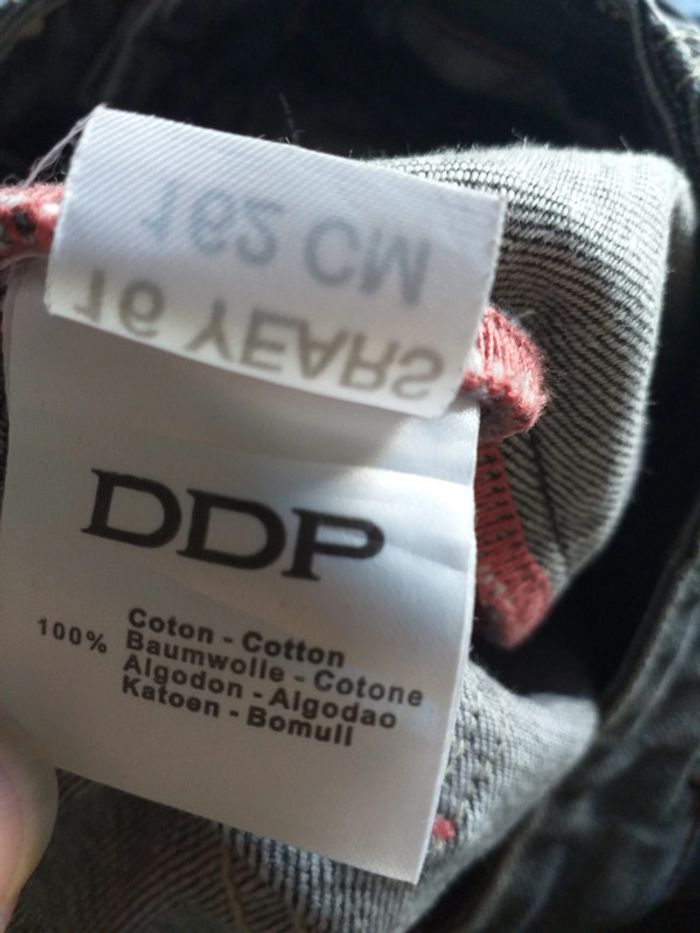 162 CM
16 YEARS
DDP
100%
Coton - Cotton
Baumwolle - Cotone
Algodon - Algodao
Katoen - Bomull